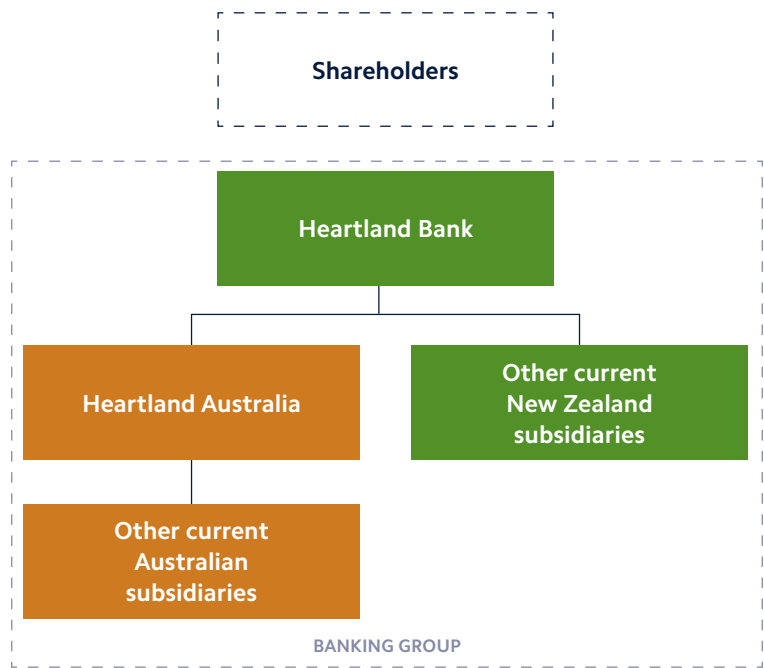 Shareholders
Heartland Bank
Heartland Australia
Other current
New Zealand
subsidiaries
Other current
Australian
subsidiaries
BANKING GROUP